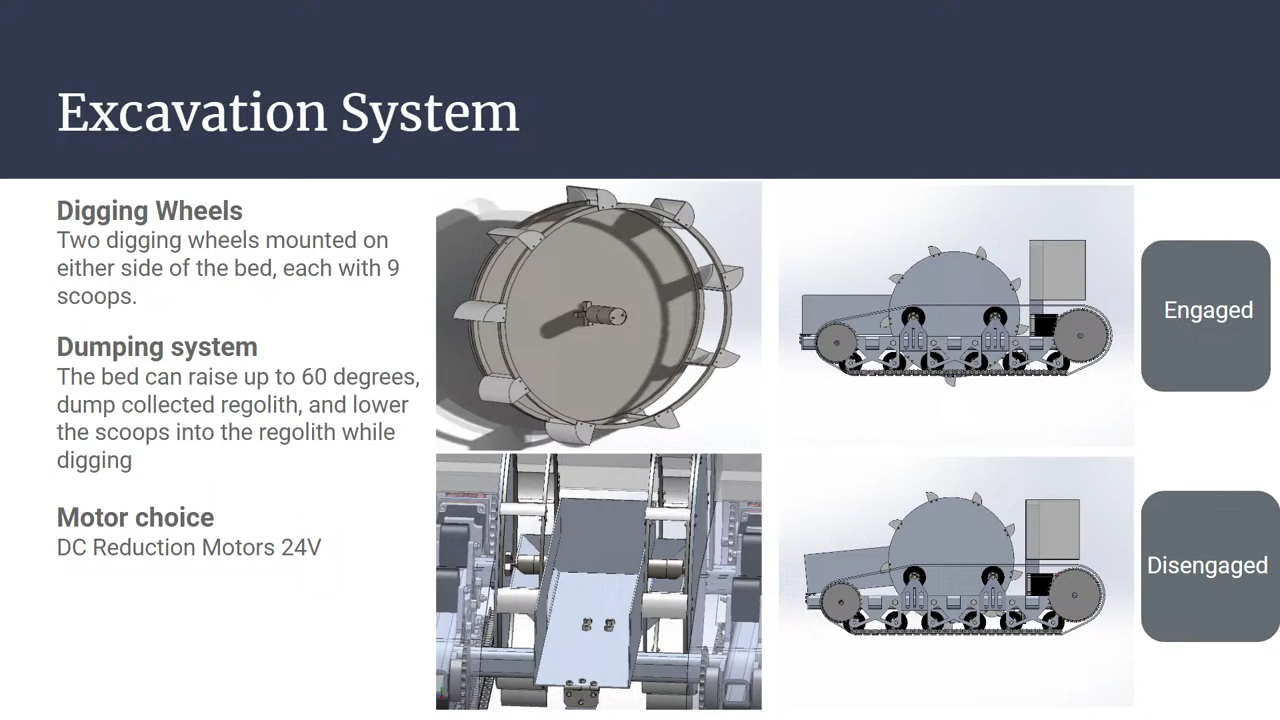 Excavation System
Digging Wheels
Two digging wheels mounted on
either side of the bed, each with 9
scoops.
Dumping system
The bed can raise up to 60 degrees,
dump collected regolith, and lower
the scoops into the regolith while
digging
Motor choice
DC Reduction Motors 24V
Engaged
Disengaged